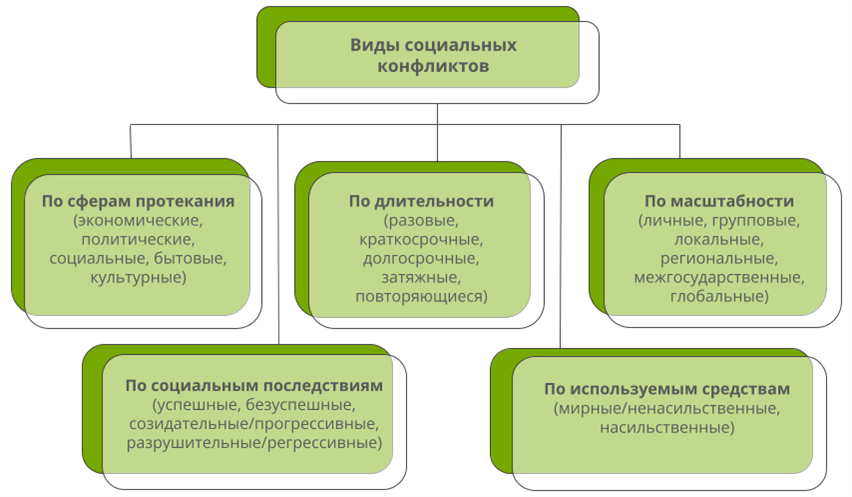 Виды социальных
конфликтов
По сферам протекания
(экономические,
политические,
социальные, бытовые,
культурные)
По длительности
(разовые,
краткосрочные,
долгосрочные,
затяжные,
повторяющиеся)
По масштабности
(личные, групповые,
локальные,
региональные,
межгосударственные,
глобальные)
По социальным последствиям
(успешные, безуспешные,
созидательные/прогрессивные,
разрушительные/регрессивные)
По используемым средствам
(мирные/ненасильственные,
насильственные)